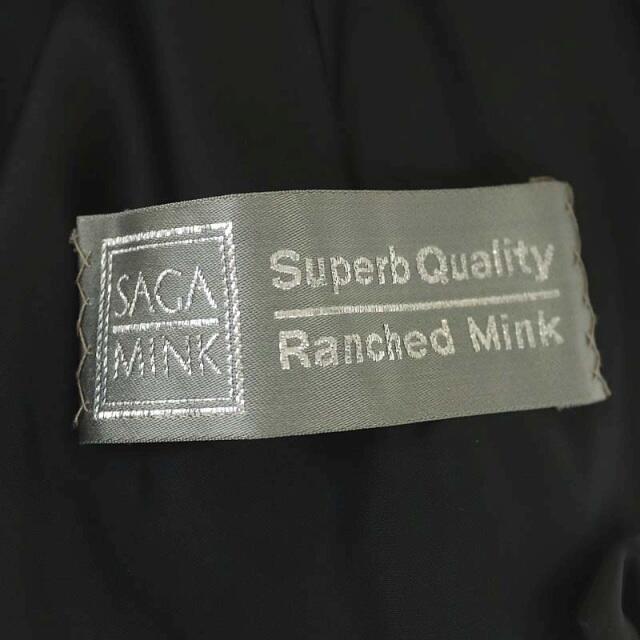 SAGA
MINK
Superb Quality
Ranched Mink